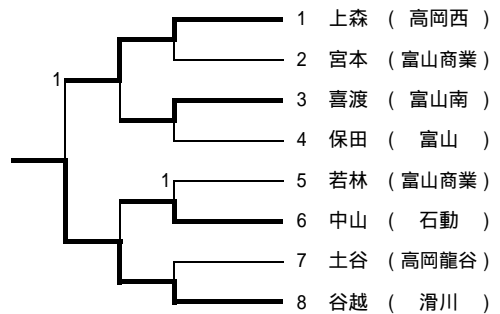 1 上森 ( 高岡西 )
2 宮本 ( 富山商業 )
3 喜渡 ( 富山南 )
1
4 保田 ( 富山 )
5 若林 ( 富山商業 )
1
6 中山 ( 石動 )
7 土谷 ( 高岡龍谷 )
8 谷越 ( 滑川 )